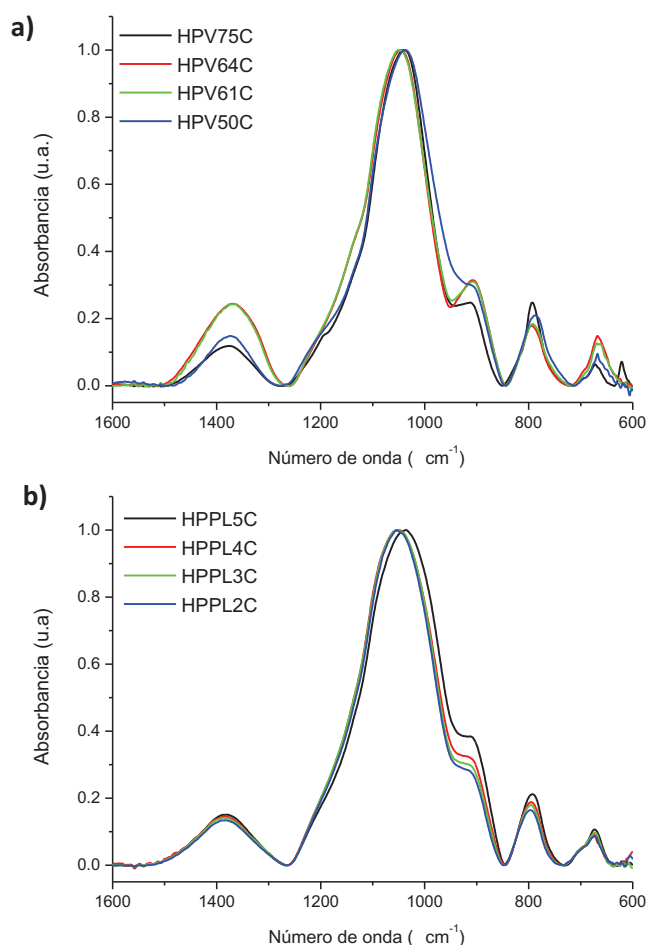 a)
HPV75C
HPV64C
HPV61C
HPV50C
Absorbancia (u.a.)
1.0
0.8
0.6
0.4
0.2
0.0
1600 1400 1200 1000 800 600
Número de onda ( cm-1)
b)
HPPL5C
HPPL4C
HPPL3C
HPPL2C
Absorbancia (u.a)
1.0
0.8
0.6
0.4
0.2
0.0
1600 1400 1200 1000 800 600
Número de onda ( cm-1)